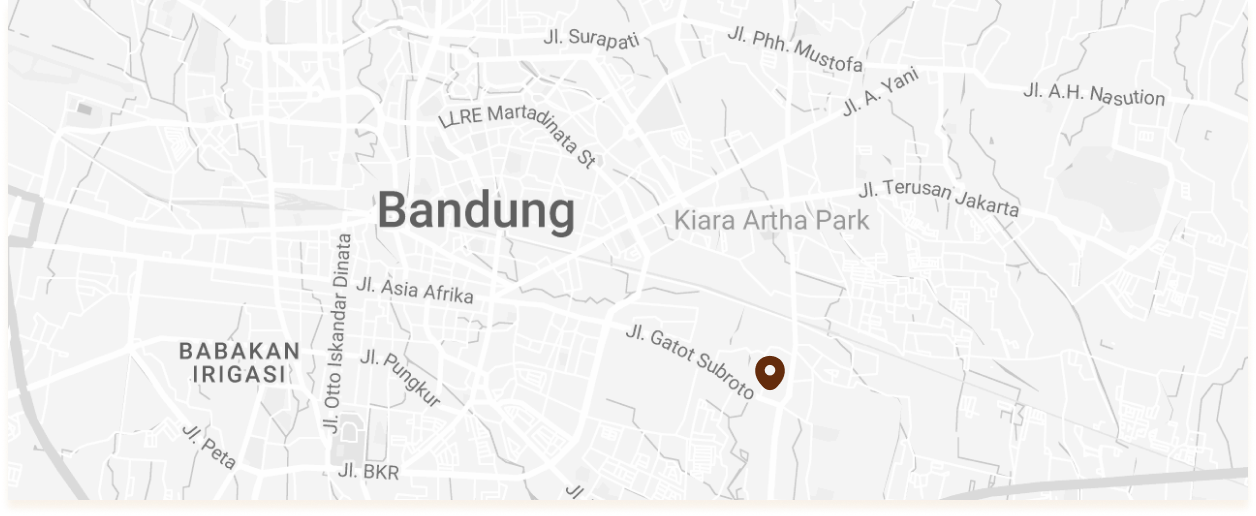 Jl. Surapati
Jl. Phh. Mustofa
Jl. A. Yani
Jl. A.H. Nasution
LLRE Martadinata St
Bandung
Kiara Artha Park
Jl. Terusan Jakarta
Jl. Asia Afrika
Jl. Otto Iskandar Dinata
Jl. Gatot Subroto
BABAKAN
IRIGASI
Jl. Pungkur
Jl. Peta
Jl. BKR
Jl.